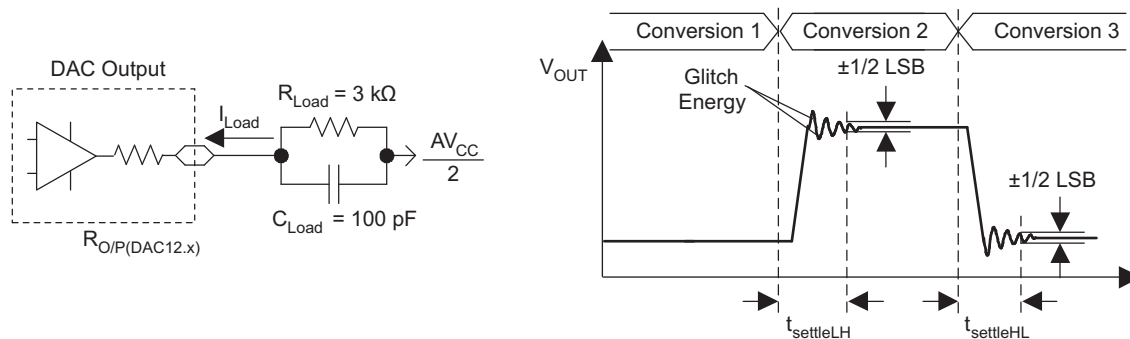 DAC Output
I_Load
R_Load = 3 kΩ
AV_CC
2
C_Load = 100 pF
R_O/P(DAC12.x)
Conversion 1
Conversion 2
Conversion 3
V_OUT
Glitch
Energy
±1/2 LSB
±1/2 LSB
t_settleLH
t_settleHL